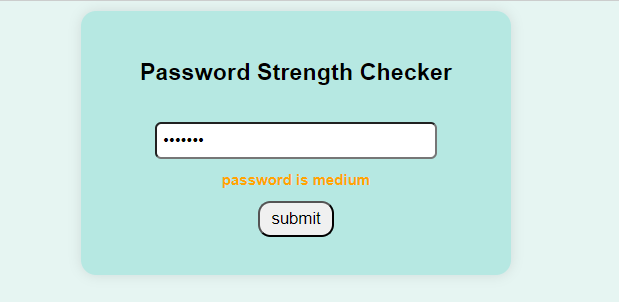 Password Strength Checker
•••••••
password is medium
submit